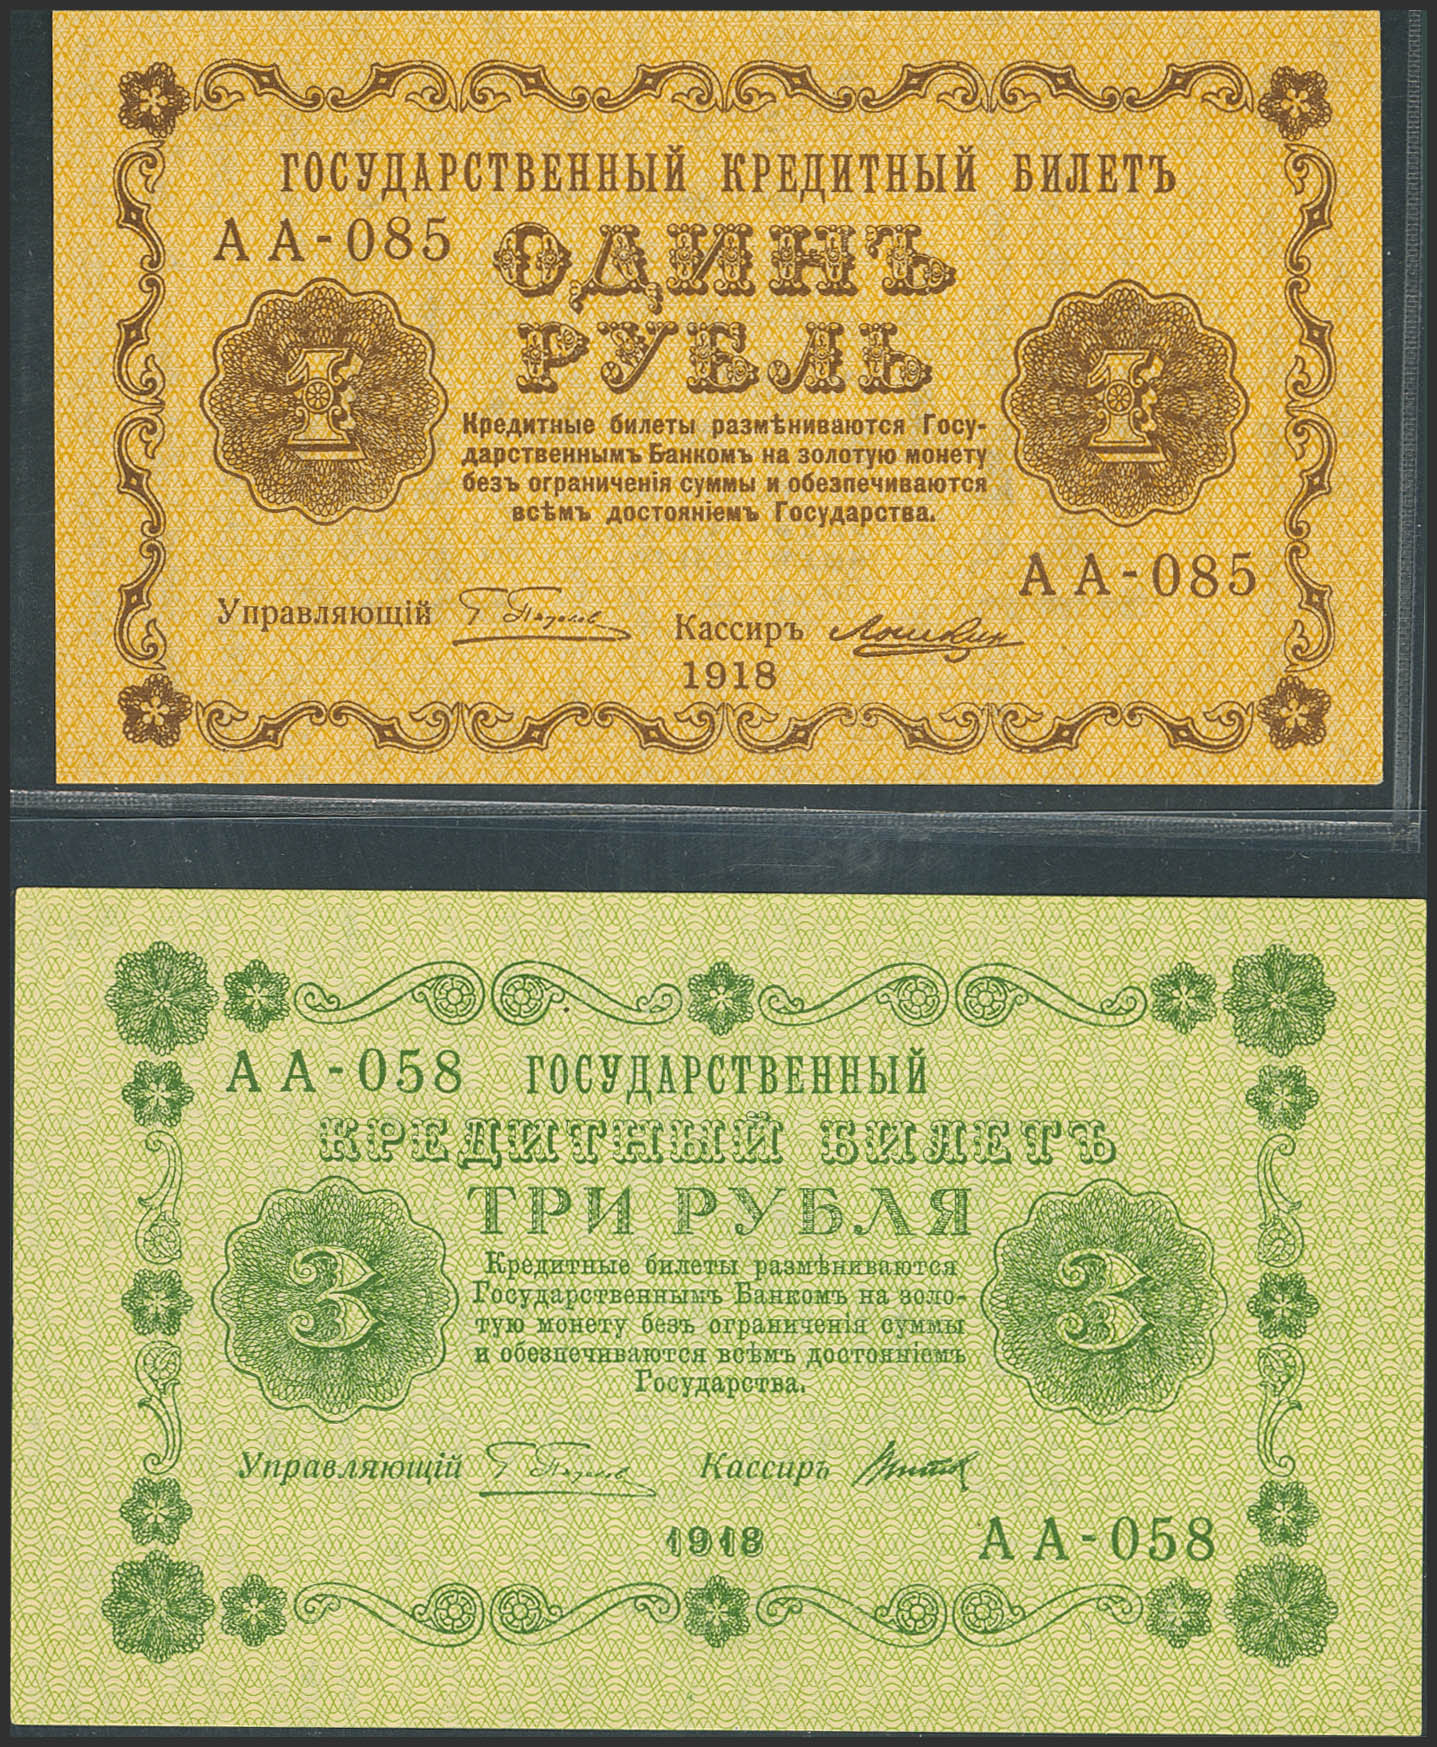 ГОСУДАРСТВЕННЫЙ КРЕДИТНЫЙ БИЛЕТЪ
АА-085
ОДИНЪ
РУБЛЬ
1
1
Кредитные билеты размѣниваются Госу-
дарственнымъ Банкомъ на золотую монету
безъ ограниченія суммы и обезпечиваются
всѣмъ достояніемъ Государства.
АА-085
Управляющій
Кассиръ
1918
АА-058 ГОСУДАРСТВЕННЫЙ
КРЕДИТНЫЙ БИЛЕТЪ
ТРИ РУБЛЯ
3
3
Кредитные билеты размѣниваются
Государственнымъ Банкомъ на золо-
тую монету безъ ограниченія суммы
и обезпечиваются всѣмъ достояніемъ
Государства.
Управляющій
Кассиръ
1918
АА-058